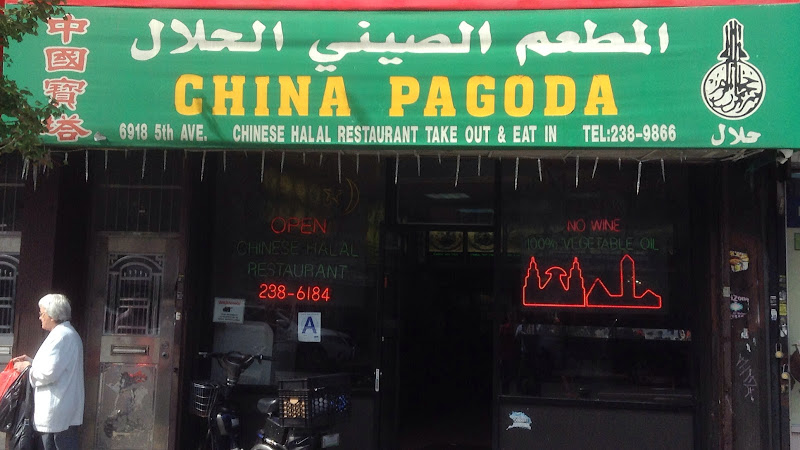 المطعم الصيني الحلال
中國寶塔
CHINA PAGODA
6918 5th AVE. CHINESE HALAL RESTAURANT TAKE OUT & EAT IN TEL:238-9866
حلال
OPEN
CHINESE HALAL
RESTAURANT
238-6184
NO WINE
100% VEGETABLE OIL
A